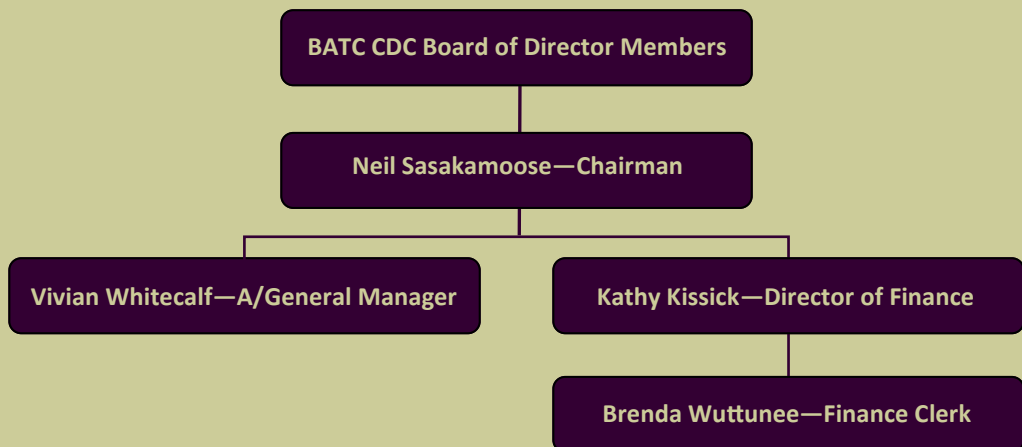 BATC CDC Board of Director Members
Neil Sasakamoose—Chairman
Vivian Whitecalf—A/General Manager
Kathy Kissick—Director of Finance
Brenda Wuttunee—Finance Clerk